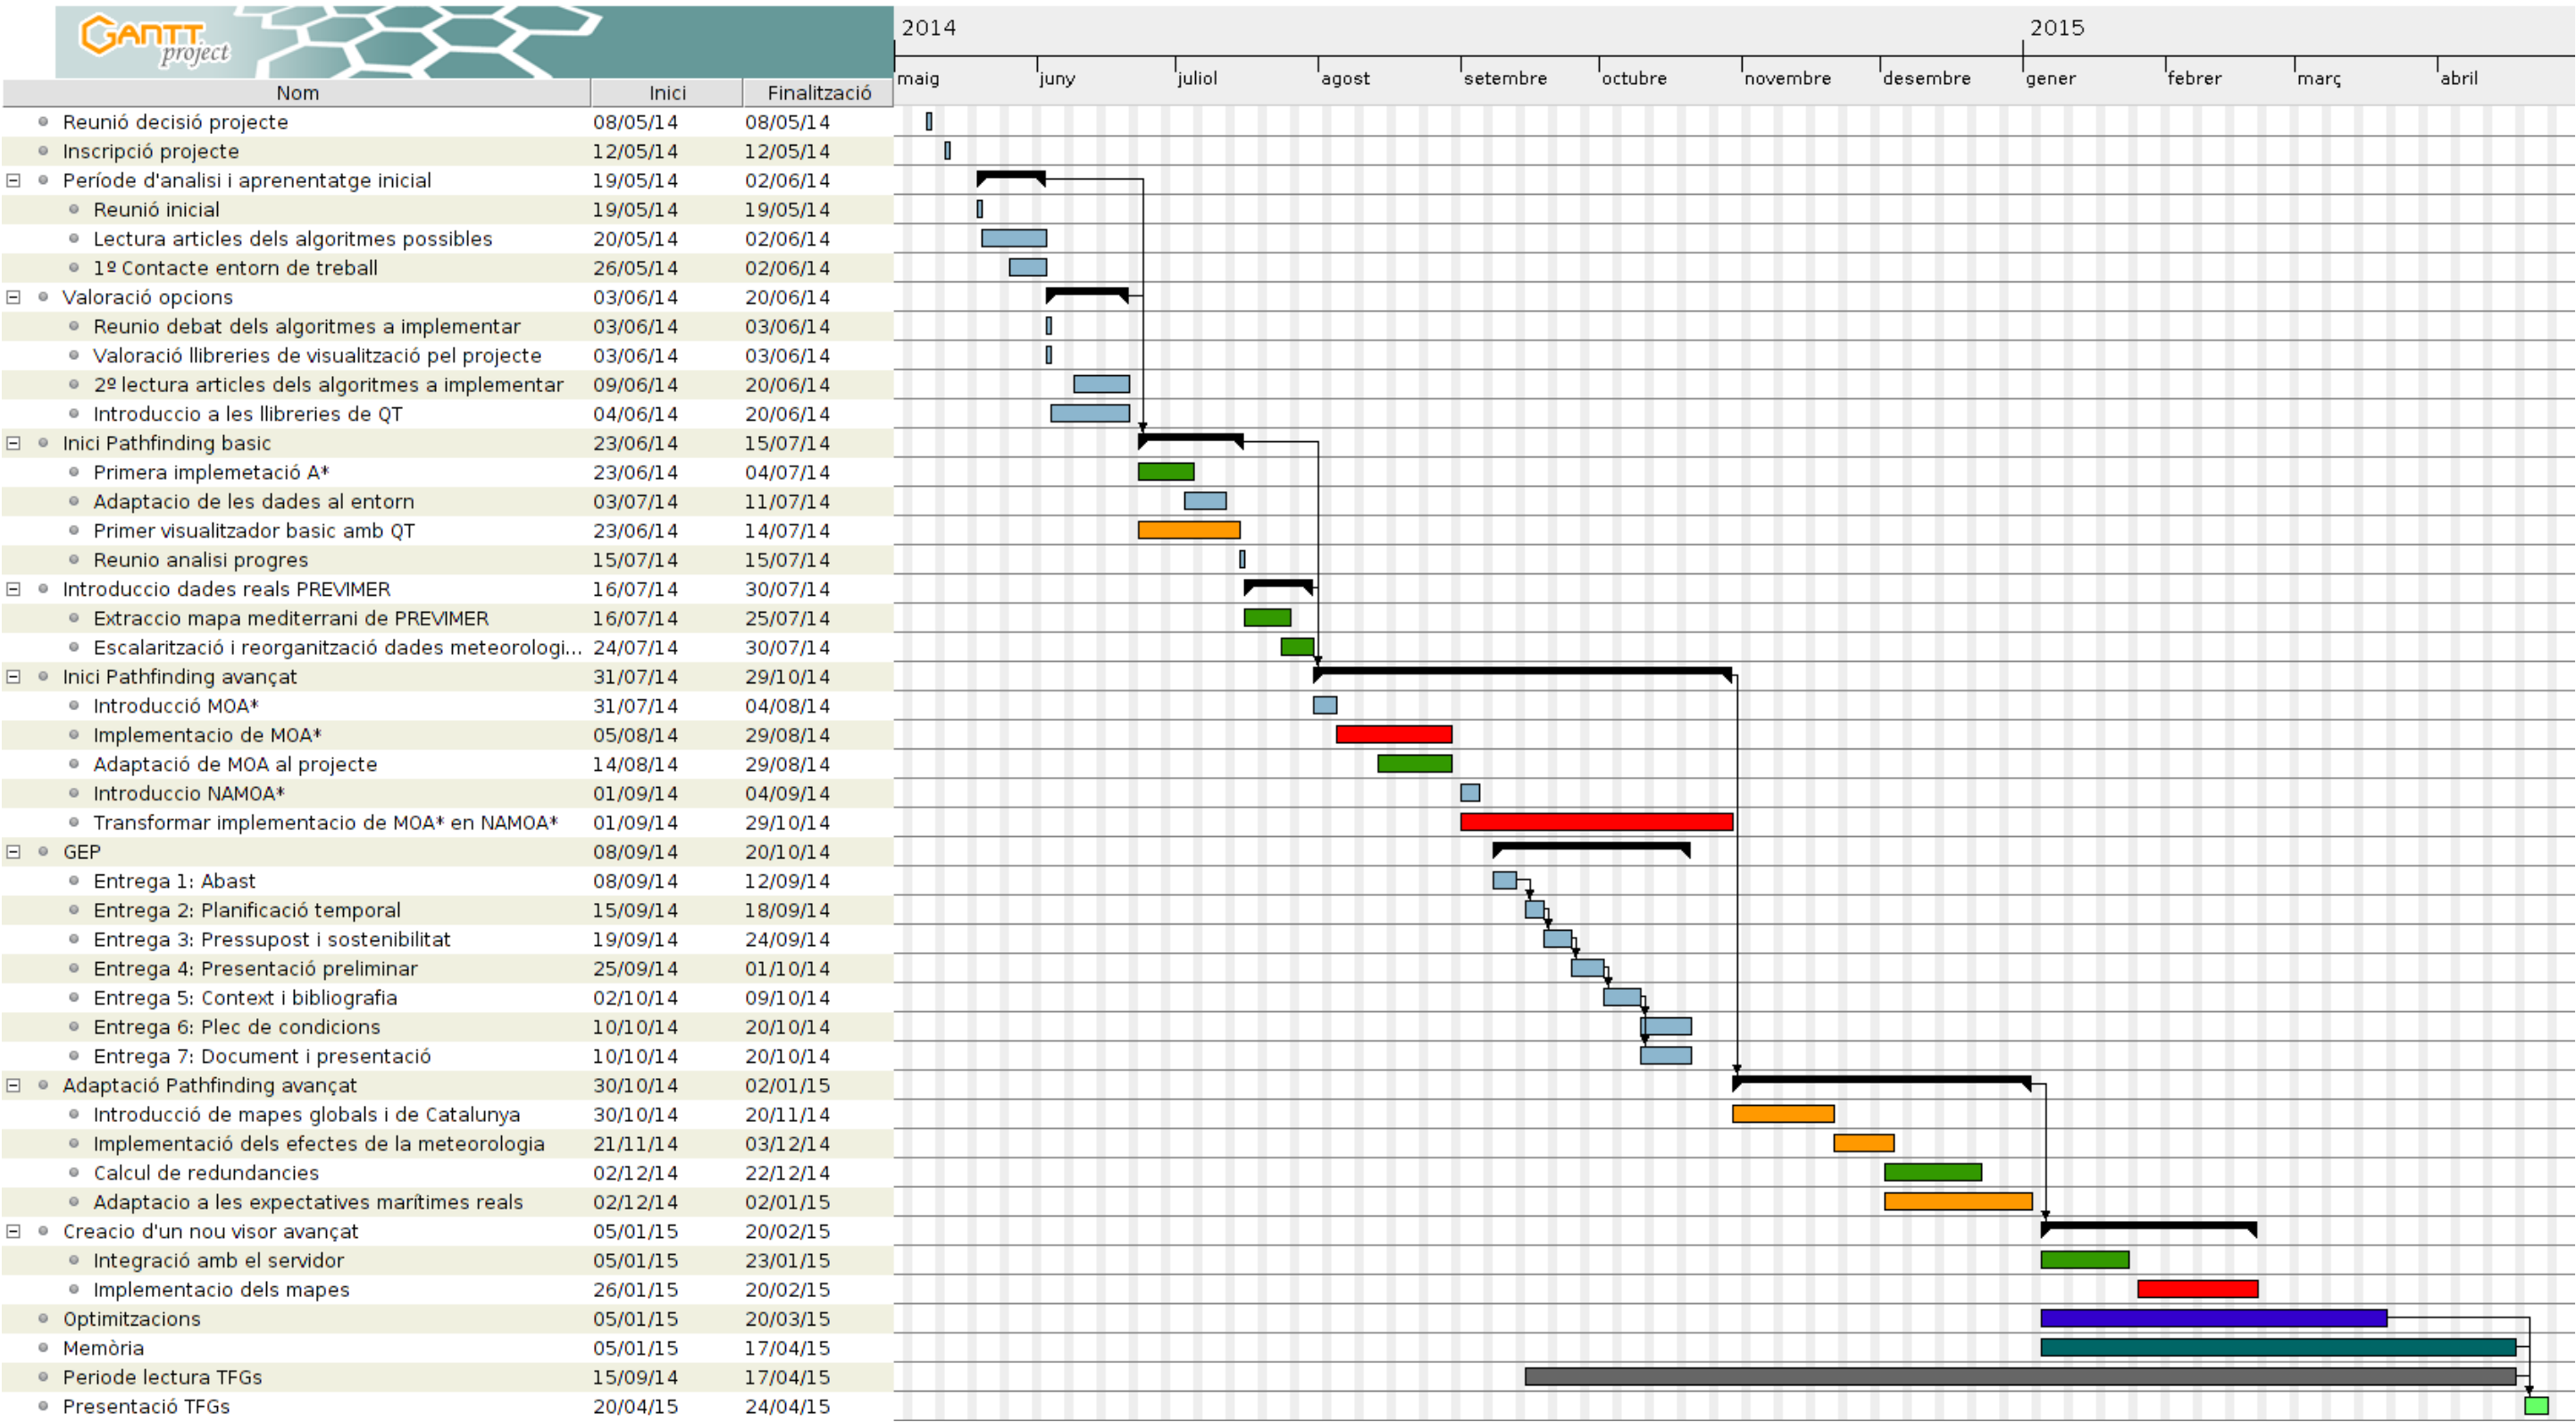 GANTT
project
2014
2015
maig juny juliol agost setembre octubre novembre desembre gener febrer març abril
Nom Inici Finalització
Reunió decisió projecte 08/05/14 08/05/14
Inscripció projecte 12/05/14 12/05/14
Període d'analisi i aprenentatge inicial 19/05/14 02/06/14
Reunió inicial 19/05/14 19/05/14
Lectura articles dels algoritmes possibles 20/05/14 02/06/14
1º Contacte entorn de treball 26/05/14 02/06/14
Valoració opcions 03/06/14 20/06/14
Reunio debat dels algoritmes a implementar 03/06/14 03/06/14
Valoració llibreries de visualització pel projecte 03/06/14 03/06/14
2º lectura articles dels algoritmes a implementar 09/06/14 20/06/14
Introduccio a les llibreries de QT 04/06/14 20/06/14
Inici Pathfinding basic 23/06/14 15/07/14
Primera implemetació A* 23/06/14 04/07/14
Adaptacio de les dades al entorn 03/07/14 11/07/14
Primer visualitzador basic amb QT 23/06/14 14/07/14
Reunio analisi progres 15/07/14 15/07/14
Introduccio dades reals PREVIMER 16/07/14 30/07/14
Extraccio mapa mediterrani de PREVIMER 16/07/14 25/07/14
Escalarització i reorganització dades meteorologi... 24/07/14 30/07/14
Inici Pathfinding avançat 31/07/14 29/10/14
Introducció MOA* 31/07/14 04/08/14
Implementacio de MOA* 05/08/14 29/08/14
Adaptació de MOA al projecte 14/08/14 29/08/14
Introduccio NAMOA* 01/09/14 04/09/14
Transformar implementacio de MOA* en NAMOA* 01/09/14 29/10/14
GEP 08/09/14 20/10/14
Entrega 1: Abast 08/09/14 12/09/14
Entrega 2: Planificació temporal 15/09/14 18/09/14
Entrega 3: Pressupost i sostenibilitat 19/09/14 24/09/14
Entrega 4: Presentació preliminar 25/09/14 01/10/14
Entrega 5: Context i bibliografia 02/10/14 09/10/14
Entrega 6: Plec de condicions 10/10/14 20/10/14
Entrega 7: Document i presentació 10/10/14 20/10/14
Adaptació Pathfinding avançat 30/10/14 02/01/15
Introducció de mapes globals i de Catalunya 30/10/14 20/11/14
Implementació dels efectes de la meteorologia 21/11/14 03/12/14
Calcul de redundancies 02/12/14 22/12/14
Adaptacio a les expectatives marítimes reals 02/12/14 02/01/15
Creacio d'un nou visor avançat 05/01/15 20/02/15
Integració amb el servidor 05/01/15 23/01/15
Implementacio dels mapes 26/01/15 20/02/15
Optimitzacions 05/01/15 20/03/15
Memòria 05/01/15 17/04/15
Periode lectura TFGs 15/09/14 17/04/15
Presentació TFGs 20/04/15 24/04/15